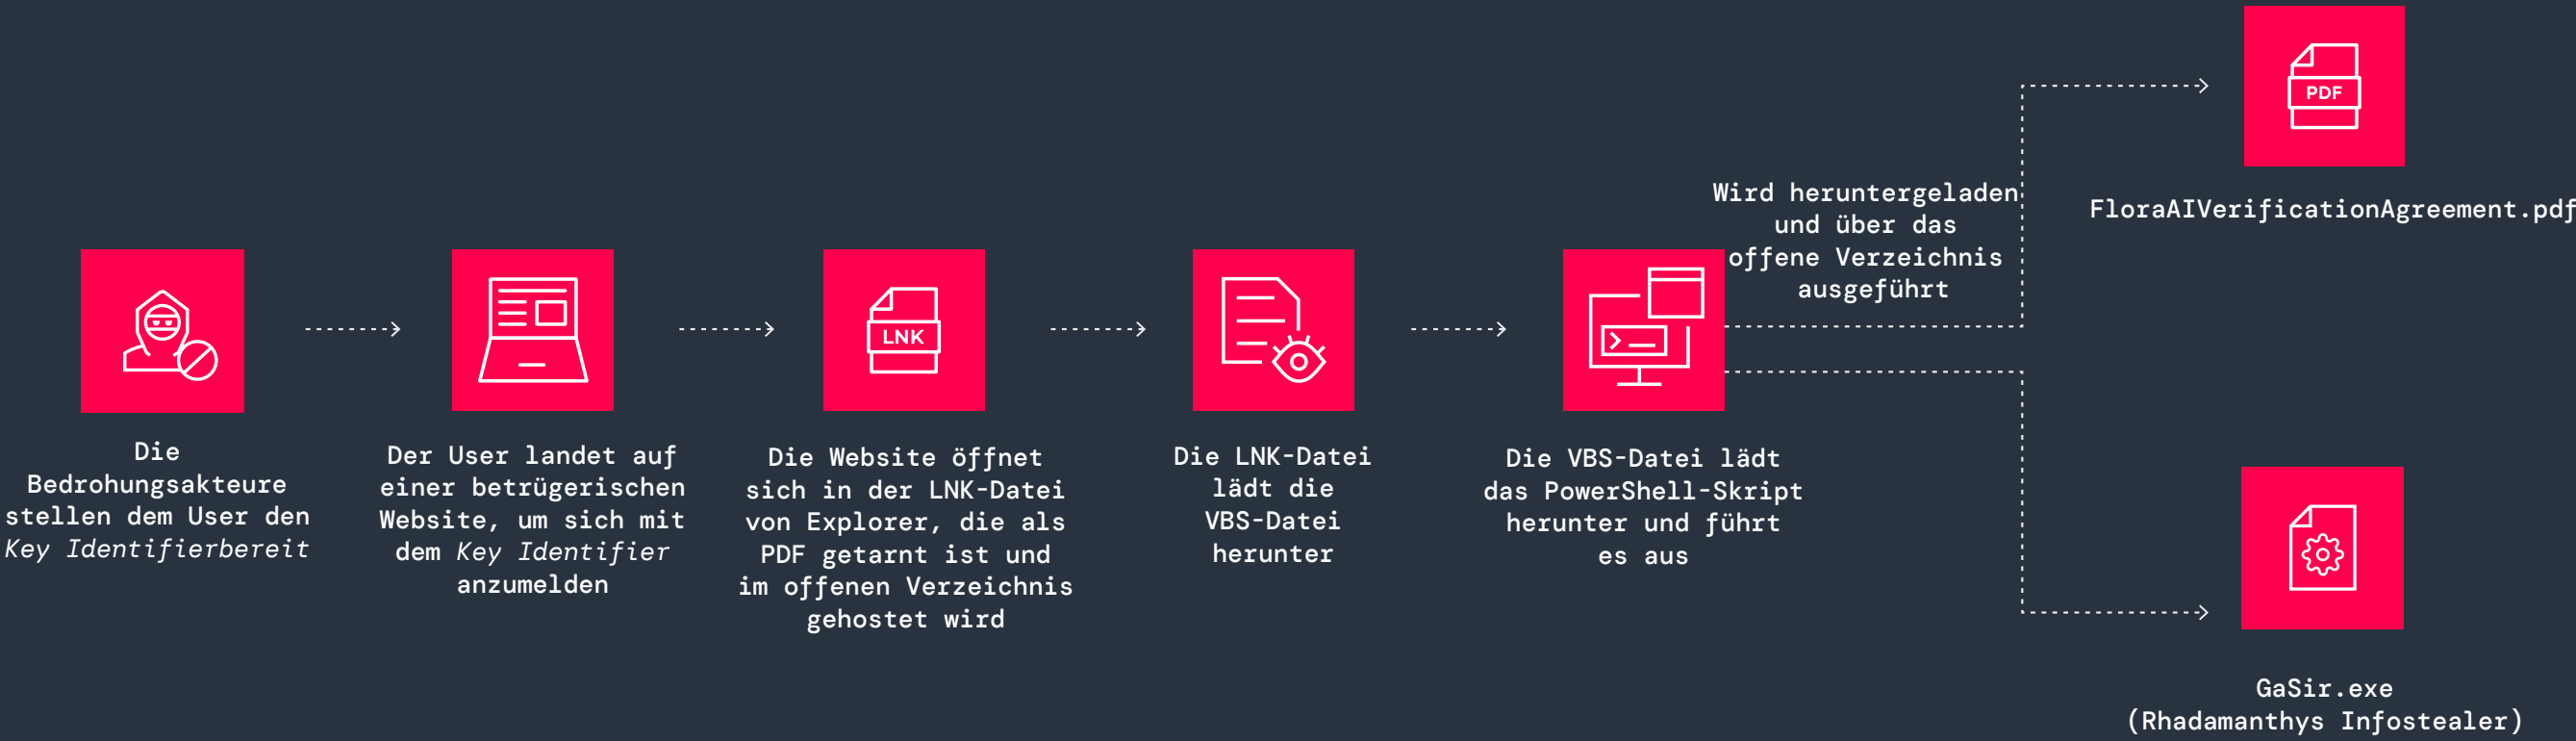 Die
Bedrohungsakteure
stellen dem User den
Key Identifierbereit
Der User landet auf
einer betrügerischen
Website, um sich mit
dem Key Identifier
anzumelden
LNK
Die Website öffnet
sich in der LNK-Datei
von Explorer, die als
PDF getarnt ist und
im offenen Verzeichnis
gehostet wird
Die LNK-Datei
lädt die
VBS-Datei
herunter
Die VBS-Datei lädt
das PowerShell-Skript
herunter und führt
es aus
Wird heruntergeladen
und über das
offene Verzeichnis
ausgeführt
PDF
FloraAIVerificationAgreement.pdf
GaSir.exe
(Rhadamanthys Infostealer)